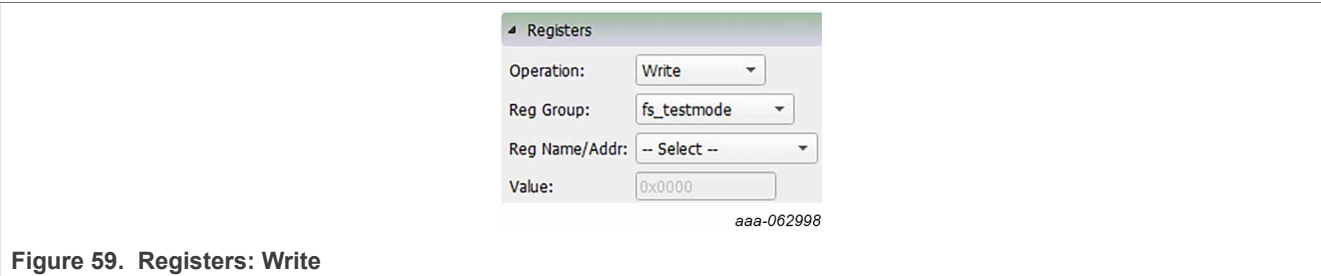 Registers
Operation: Write
Reg Group: fs_testmode
Reg Name/Addr: -- Select --
Value: 0x0000
aaa-062998
Figure 59. Registers: Write